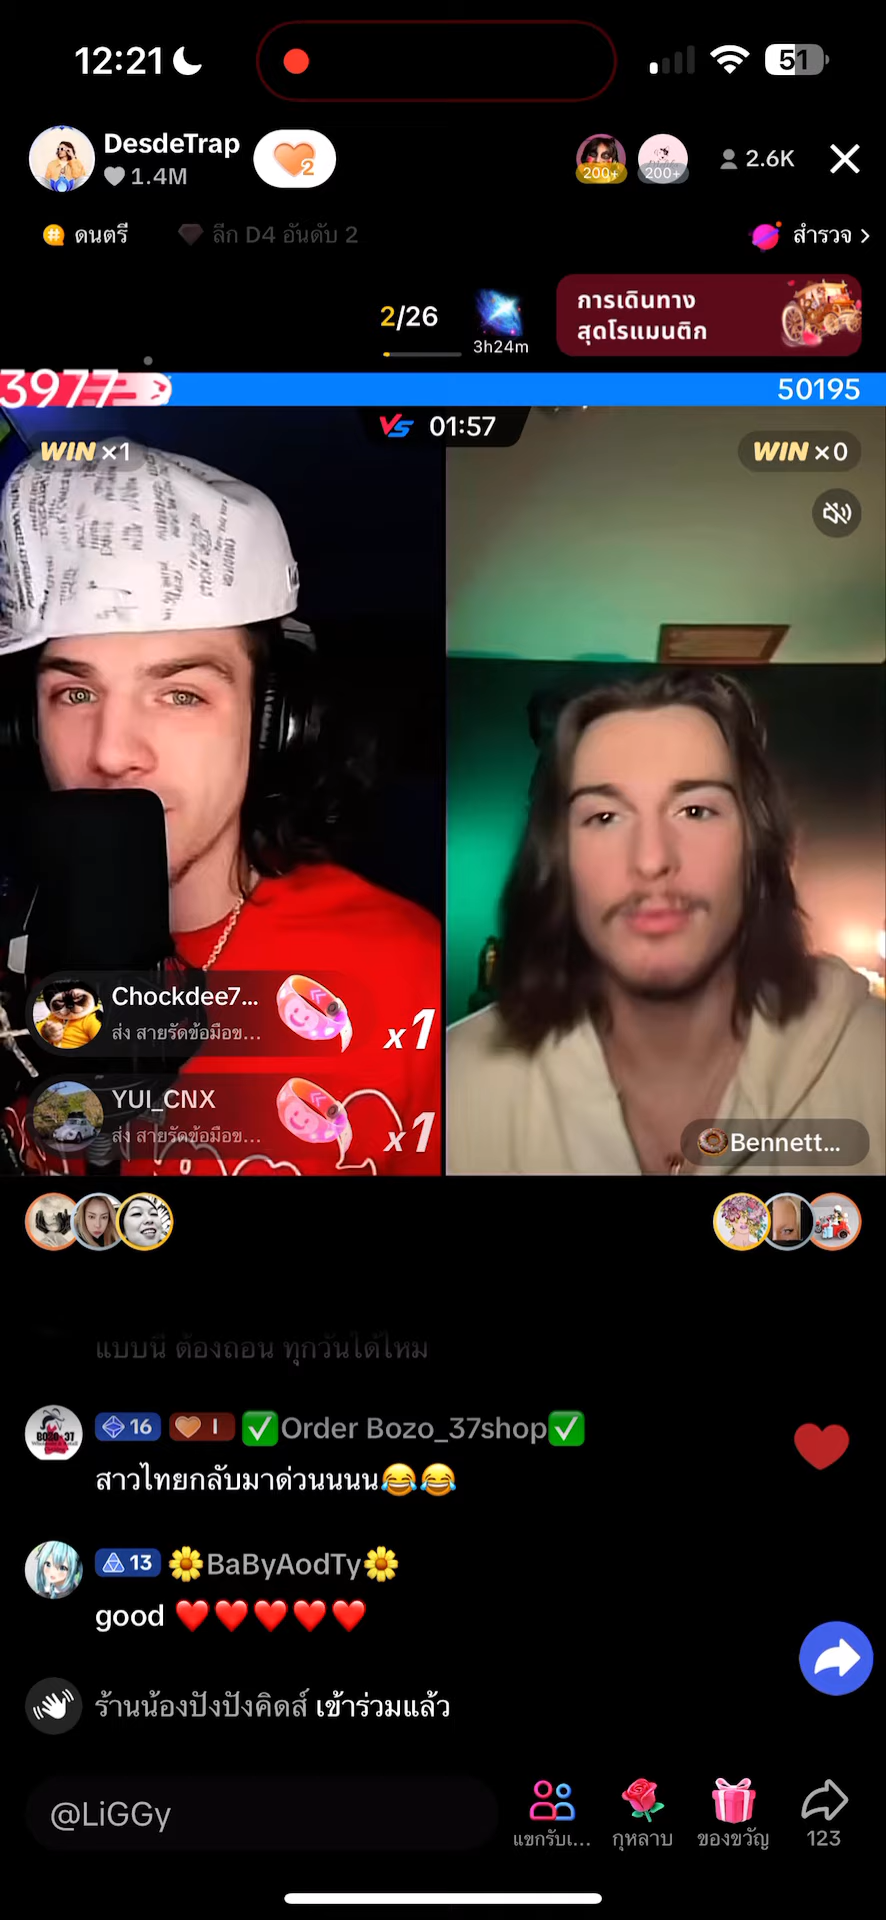 12:21
51
DesdeTrap
1.4M
2
200+
200+
2.6K
ดนตรี
ลีก D4 อันดับ 2
สำรวจ
2/26
3h24m
การเดินทาง
สุดโรแมนติก
3977
50195
WIN x1
VS 01:57
WIN x0
Chockdee7...
ส่ง สายรัดข้อมือข...
x1
YUI_CNX
ส่ง สายรัดข้อมือข...
x1
Bennett...
แบบนี้ ต้องถอน ทุกวันได้ไหม
16 I ✅Order Bozo_37shop✅
สาวไทยกลับมาด่วนนนน😂😂
13 🌼BaByAodTy🌼
good ❤️❤️❤️❤️❤️
ร้านน้องปังปังคิดส์ เข้าร่วมแล้ว
@LiGGy
แขกรับเ...
กุหลาบ
ของขวัญ
123